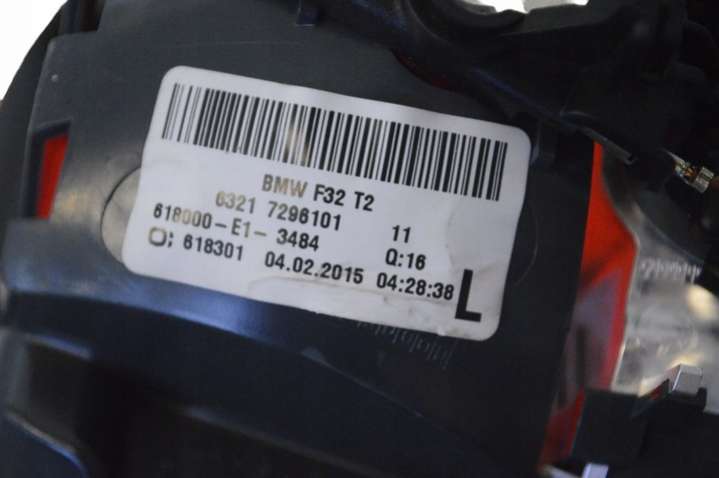 BMW F32 T2
6321 7296101 11
618000-E1-3484 Q:16
O; 618301 04.02.2015 04:28:38 L